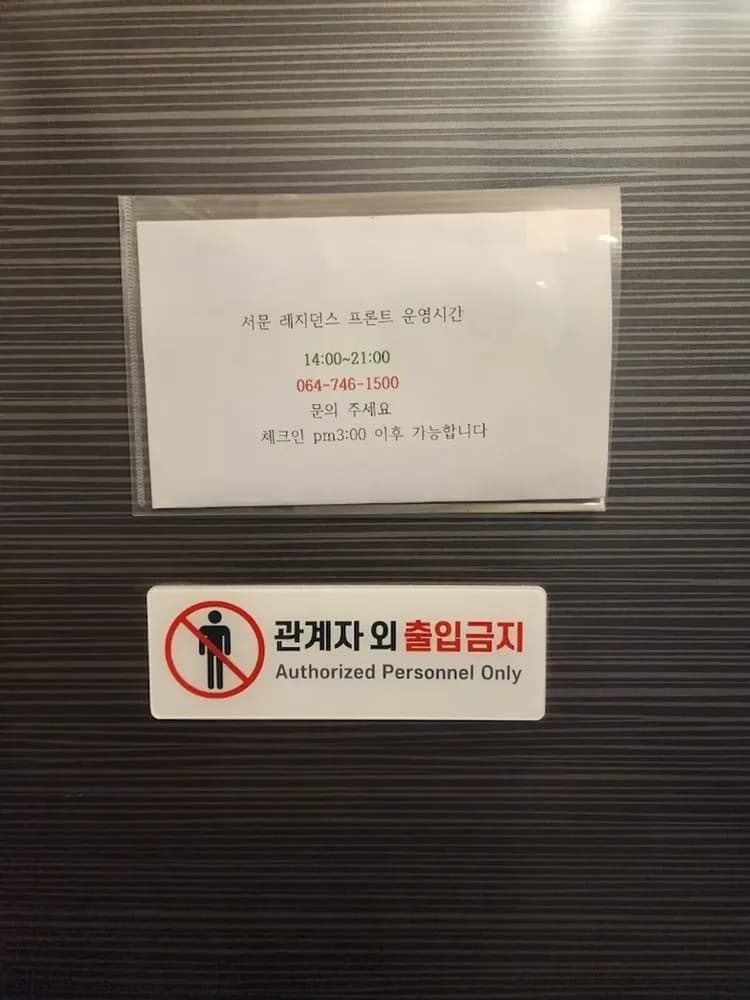 서문 레지던스 프론트 운영시간
14:00~21:00
064-746-1500
문의 주세요
체크인 pm3:00 이후 가능합니다
관계자 외 출입금지
Authorized Personnel Only